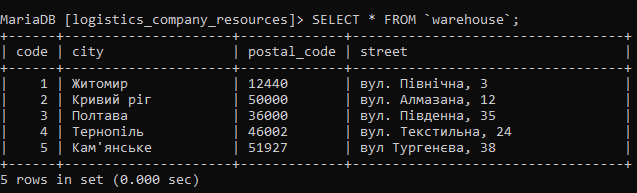 MariaDB [logistics_company_resources]> SELECT * FROM `warehouse`;
+------+-------------+-------------+----------------------------------+
| code | city | postal_code | street |
+------+-------------+-------------+----------------------------------+
| 1 | Житомир | 12440 | вул. Північна, 3
| 2 | Кривий ріг | 50000 | вул. Алмазана, 12
| 3 | Полтава | 36000 | вул. Південна, 35
| 4 | Тернопіль | 46002 | вул. Текстильна, 24
| 5 | Кам'янське | 51927 | вул Тургенєва, 38
+------+-------------+-------------+----------------------------------+
5 rows in set (0.000 sec)